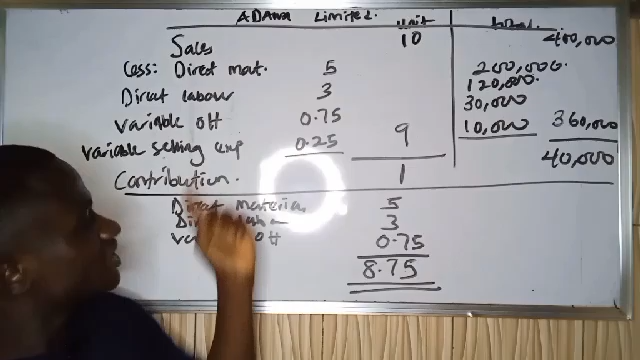 ADAMA Limited.
unit total
Sales 10 400,000
Less: Direct mat. 5 200,000.
Direct labour 3 120,000.
Variable OH 0.75 30,000
Variable selling exp 0.25 9 10,000 360,000
Contribution. 1 40,000
Direct material 5
3
OH 0.75
8.75